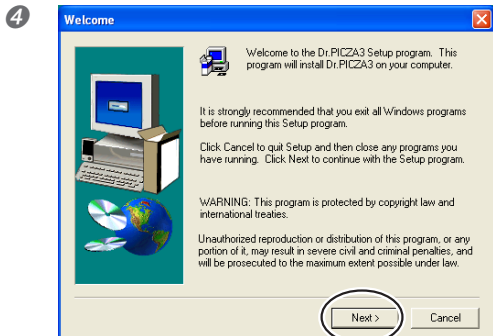 4
Welcome
Welcome to the Dr.PICZA3 Setup program. This
program will install Dr.PICZA3 on your computer.
It is strongly recommended that you exit all Windows programs
before running this Setup program.
Click Cancel to quit Setup and then close any programs you
have running. Click Next to continue with the Setup program.
WARNING: This program is protected by copyright law and
international treaties.
Unauthorized reproduction or distribution of this program, or any
portion of it, may result in severe civil and criminal penalties, and
will be prosecuted to the maximum extent possible under law.
Next > Cancel